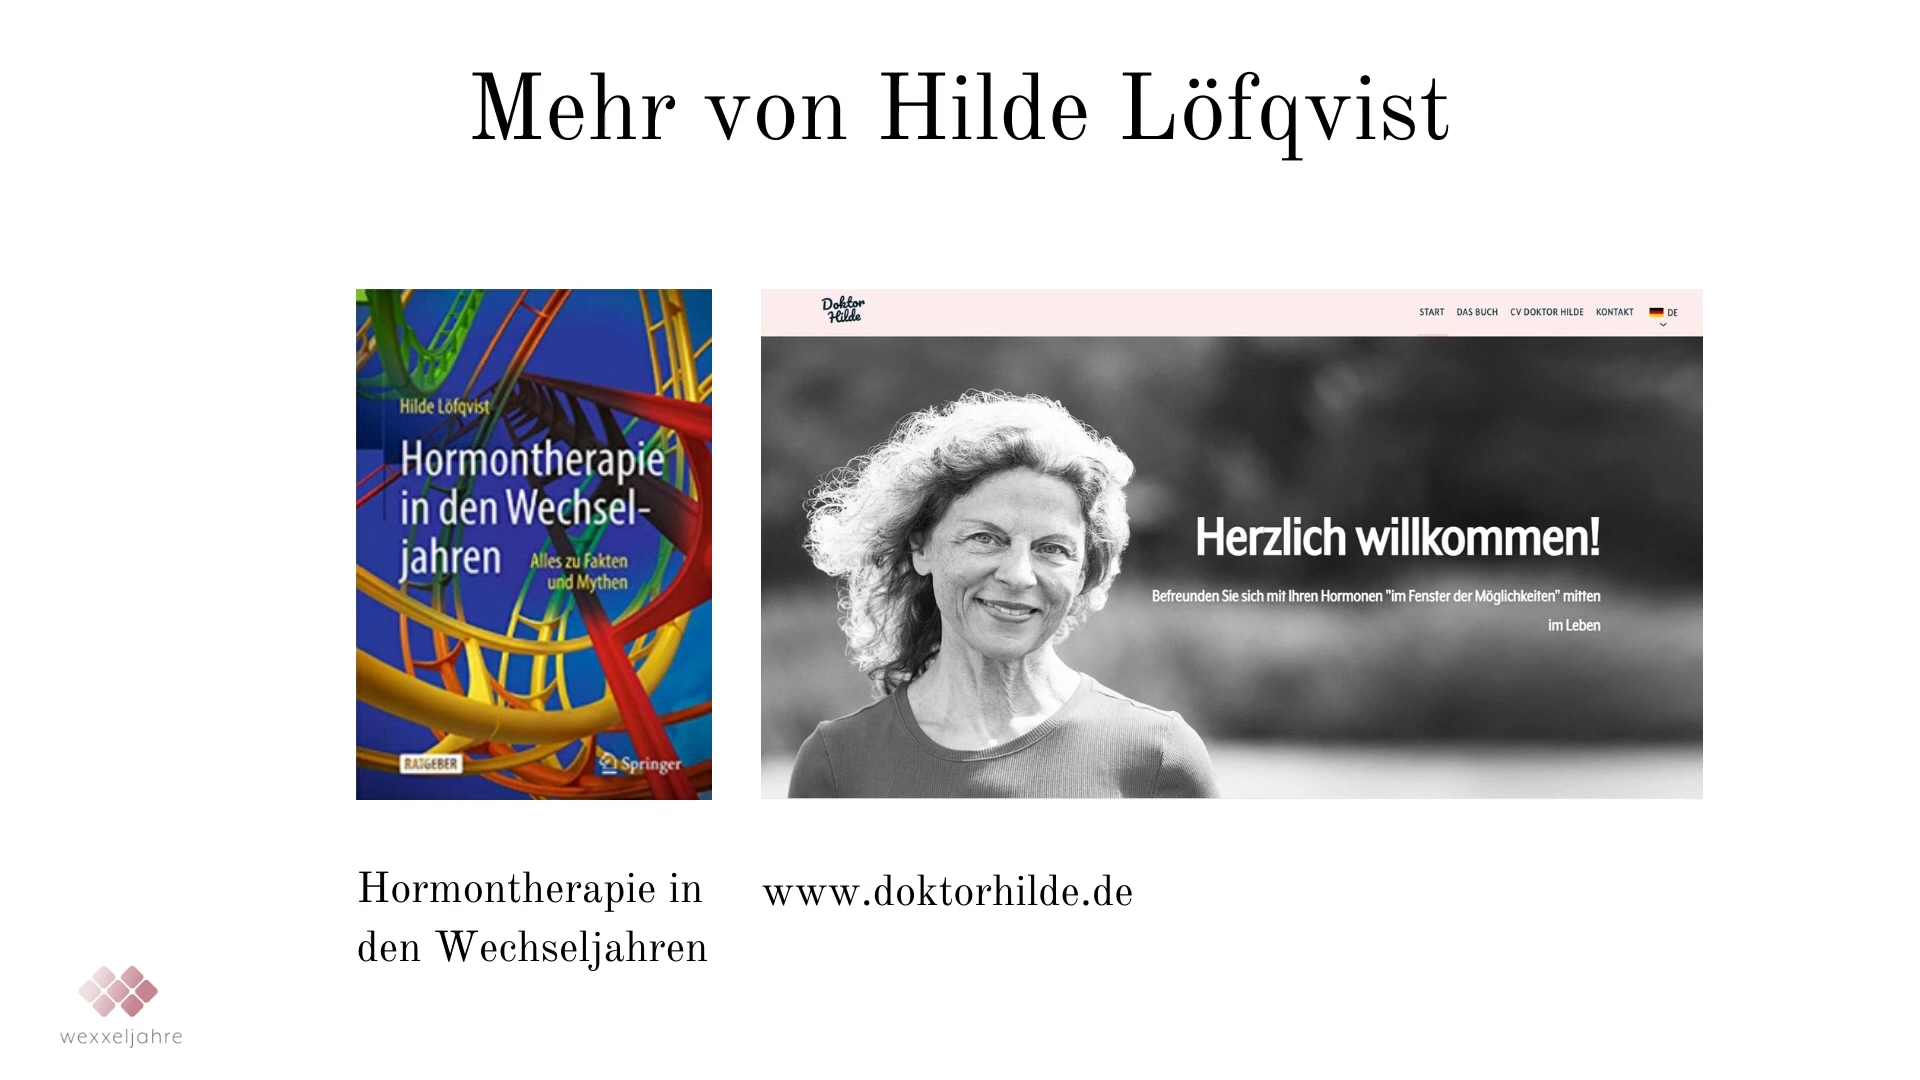 Mehr von Hilde Löfqvist
Hilde Löfqvist
Hormontherapie
in den Wechsel-
jahren
Alles zu Fakten
und Mythen
RATGEBER
Springer
Doktor
Hilde
START DAS BUCH CV DOKTOR HILDE KONTAKT DE
Herzlich willkommen!
Befreunden Sie sich mit Ihren Hormonen "im Fenster der Möglichkeiten" mitten
im Leben
Hormontherapie in
den Wechseljahren
www.doktorhilde.de
wexxeljahre